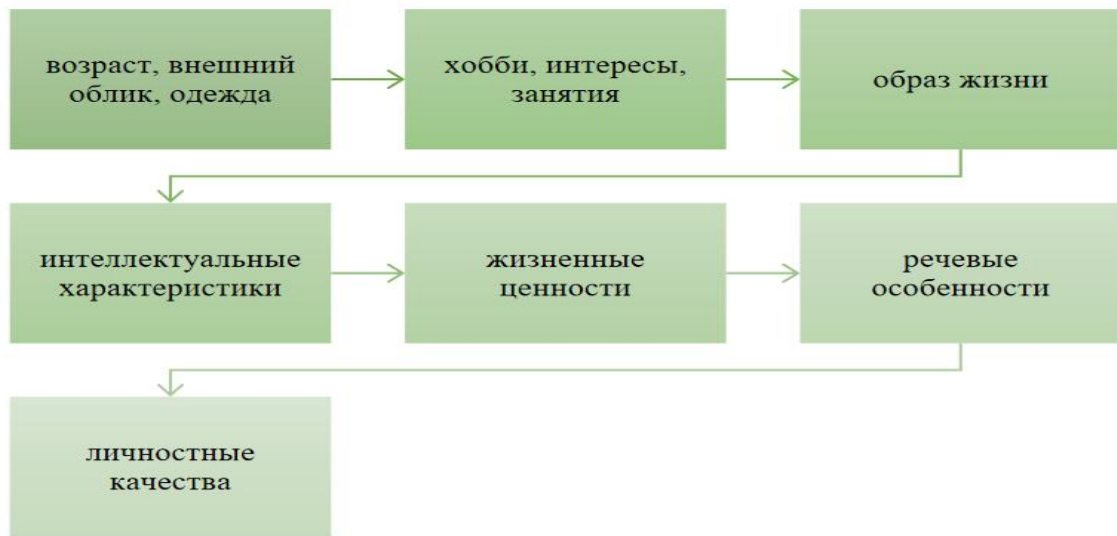 возраст, внешний
облик, одежда
хобби, интересы,
занятия
образ жизни
интеллектуальные
характеристики
жизненные
ценности
речевые
особенности
личностные
качества